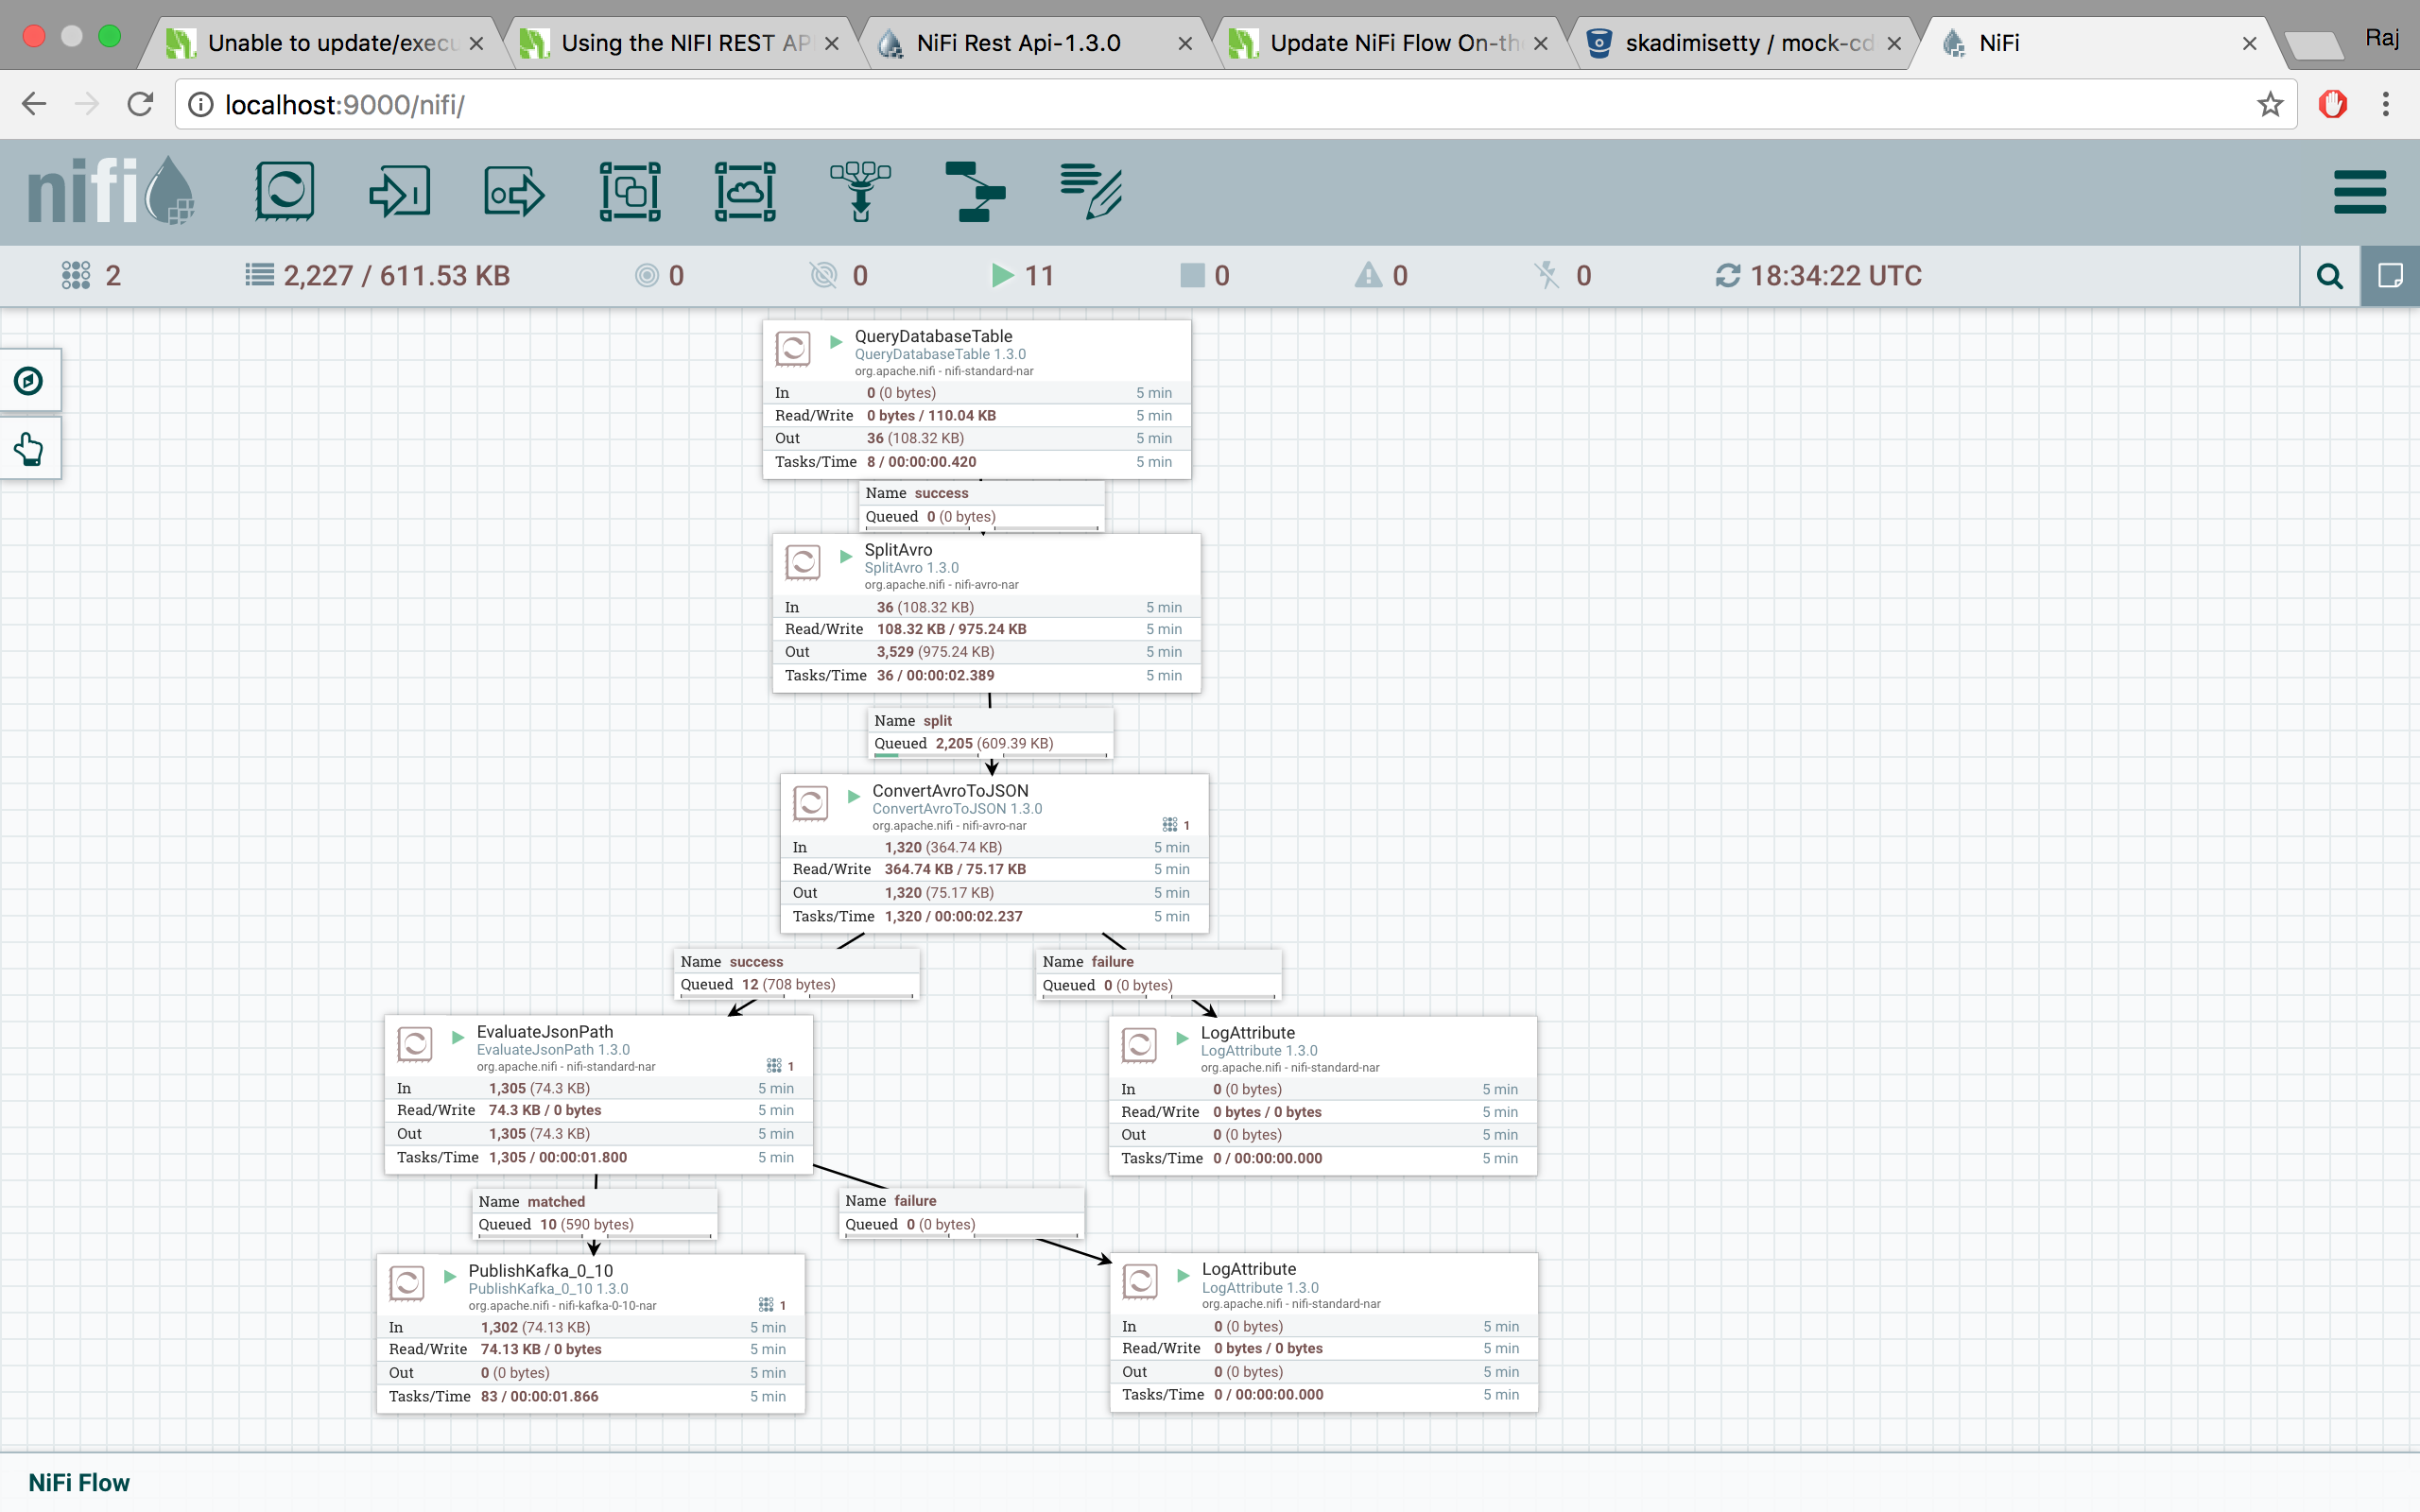 Unable to update/execu
Using the NIFI REST AP
NiFi Rest Api-1.3.0
Update NiFi Flow On-th
skadimisetty / mock-cd
NiFi
Raj
localhost:9000/nifi/
nifi
2
2,227 / 611.53 KB
0
0
11
0
0
0
18:34:22 UTC
QueryDatabaseTable
QueryDatabaseTable 1.3.0
org.apache.nifi - nifi-standard-nar
In 0 (0 bytes) 5 min
Read/Write 0 bytes / 110.04 KB 5 min
Out 36 (108.32 KB) 5 min
Tasks/Time 8 / 00:00:00.420 5 min
Name success
Queued 0 (0 bytes)
SplitAvro
SplitAvro 1.3.0
org.apache.nifi - nifi-avro-nar
In 36 (108.32 KB) 5 min
Read/Write 108.32 KB / 975.24 KB 5 min
Out 3,529 (975.24 KB) 5 min
Tasks/Time 36 / 00:00:02.389 5 min
Name split
Queued 2,205 (609.39 KB)
ConvertAvroToJSON
ConvertAvroToJSON 1.3.0
org.apache.nifi - nifi-avro-nar
1
In 1,320 (364.74 KB) 5 min
Read/Write 364.74 KB / 75.17 KB 5 min
Out 1,320 (75.17 KB) 5 min
Tasks/Time 1,320 / 00:00:02.237 5 min
Name success
Queued 12 (708 bytes)
Name failure
Queued 0 (0 bytes)
EvaluateJsonPath
EvaluateJsonPath 1.3.0
org.apache.nifi - nifi-standard-nar
1
In 1,305 (74.3 KB) 5 min
Read/Write 74.3 KB / 0 bytes 5 min
Out 1,305 (74.3 KB) 5 min
Tasks/Time 1,305 / 00:00:01.800 5 min
LogAttribute
LogAttribute 1.3.0
org.apache.nifi - nifi-standard-nar
In 0 (0 bytes) 5 min
Read/Write 0 bytes / 0 bytes 5 min
Out 0 (0 bytes) 5 min
Tasks/Time 0 / 00:00:00.000 5 min
Name matched
Queued 10 (590 bytes)
Name failure
Queued 0 (0 bytes)
PublishKafka_0_10
PublishKafka_0_10 1.3.0
org.apache.nifi - nifi-kafka-0-10-nar
1
In 1,302 (74.13 KB) 5 min
Read/Write 74.13 KB / 0 bytes 5 min
Out 0 (0 bytes) 5 min
Tasks/Time 83 / 00:00:01.866 5 min
LogAttribute
LogAttribute 1.3.0
org.apache.nifi - nifi-standard-nar
In 0 (0 bytes) 5 min
Read/Write 0 bytes / 0 bytes 5 min
Out 0 (0 bytes) 5 min
Tasks/Time 0 / 00:00:00.000 5 min
NiFi Flow